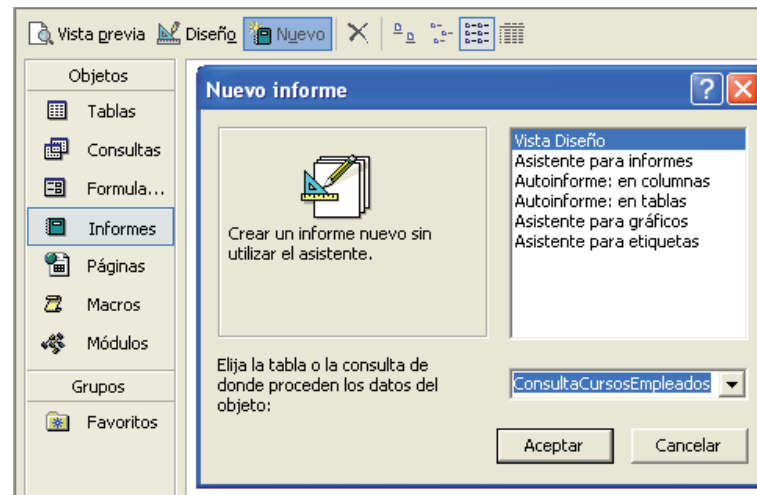 Vista previa Diseño Nuevo
Objetos
Tablas
Consultas
Formula...
Informes
Páginas
Macros
Módulos
Grupos
Favoritos
Nuevo informe
Crear un informe nuevo sin
utilizar el asistente.
Vista Diseño
Asistente para informes
Autoinforme: en columnas
Autoinforme: en tablas
Asistente para gráficos
Asistente para etiquetas
Elija la tabla o la consulta de
donde proceden los datos del
objeto:
ConsultaCursosEmpleados
Aceptar Cancelar